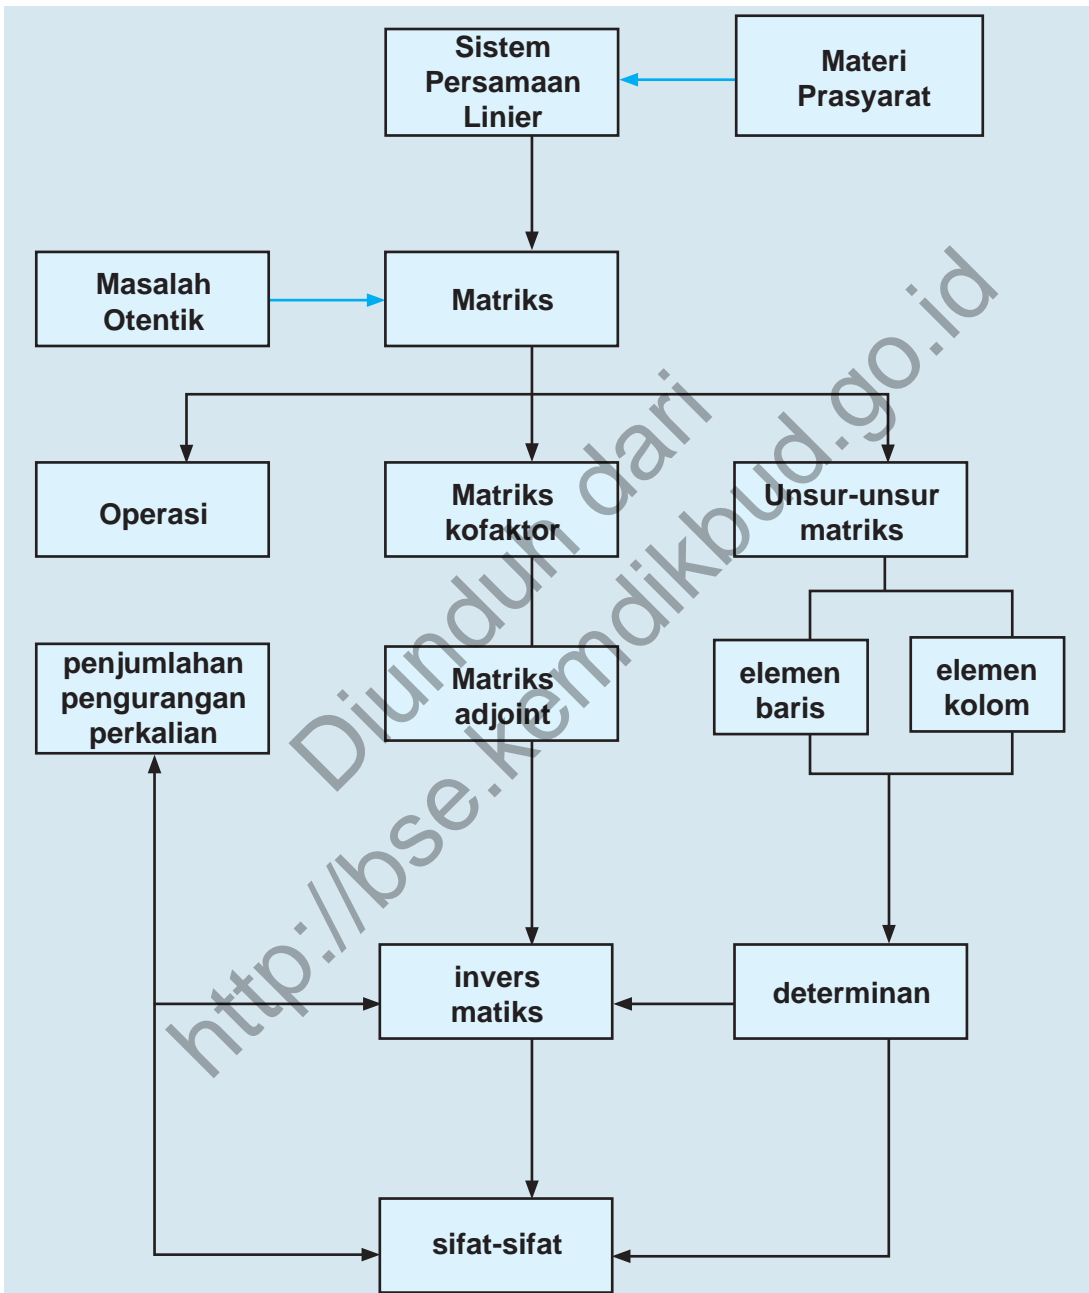 Sistem
Persamaan
Linier
Materi
Prasyarat
Masalah
Otentik
Matriks
Operasi
Matriks
kofaktor
Unsur-unsur
matriks
penjumlahan
pengurangan
perkalian
Matriks
adjoint
elemen
baris
elemen
kolom
invers
matiks
determinan
sifat-sifat
Diunduh dari
http://bse.kemdikbud.go.id